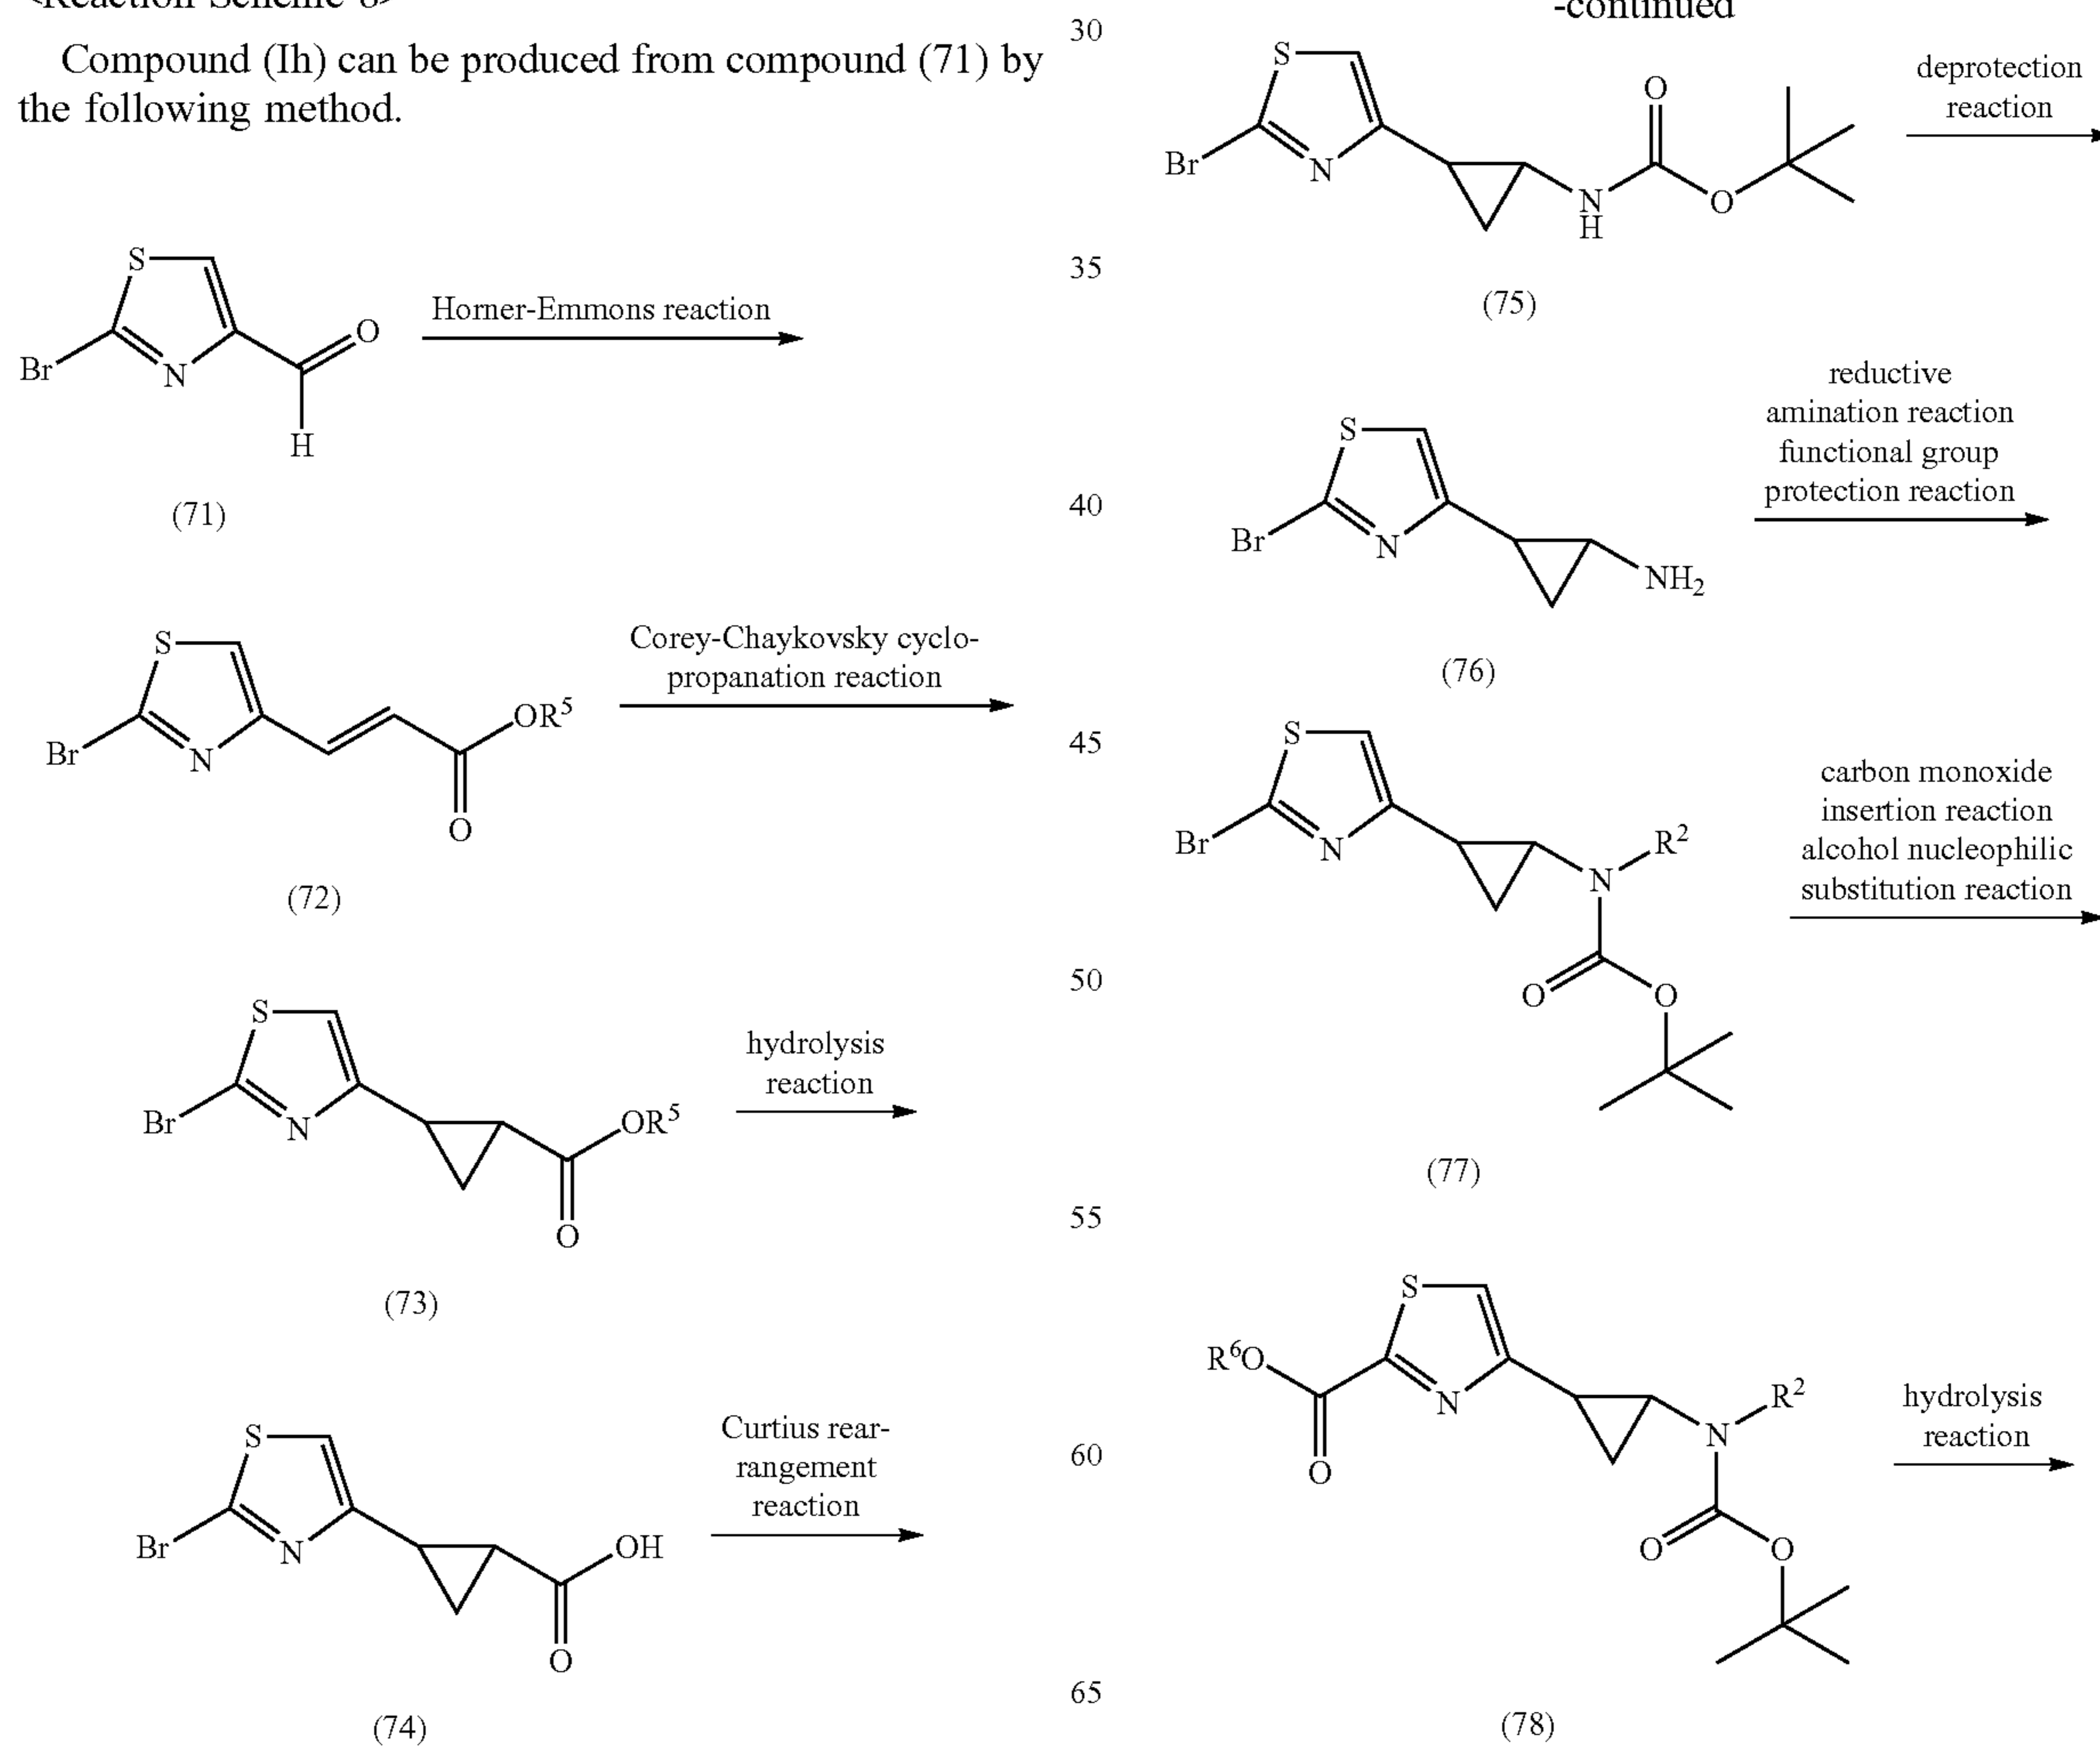 <Reaction Scheme 8>
Compound (Ih) can be produced from compound (71) by
the following method.
S
Br
N
O
H
Horner-Emmons reaction
(71)
S
Br
N
OR5
O
Corey-Chaykovsky cyclo-
propanation reaction
(72)
S
Br
N
OR5
O
hydrolysis
reaction
(73)
S
Br
N
OH
O
Curtius rear-
rangement
reaction
(74)
30
35
40
45
50
55
60
65
-continued
S
Br
N
N
H
O
O
deprotection
reaction
(75)
S
Br
N
NH2
reductive
amination reaction
functional group
protection reaction
(76)
S
Br
N
N
R2
O
O
carbon monoxide
insertion reaction
alcohol nucleophilic
substitution reaction
(77)
S
R6O
O
N
N
R2
O
O
hydrolysis
reaction
(78)